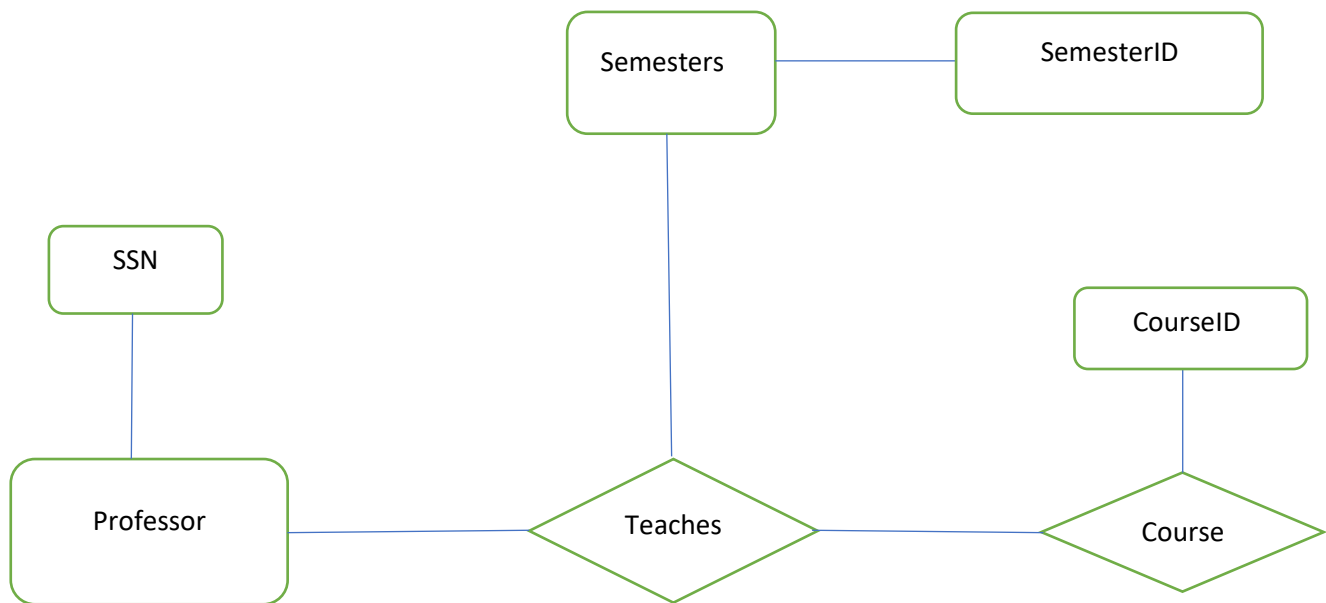 Semesters
SemesterID
SSN
CourseID
Professor
Teaches
Course